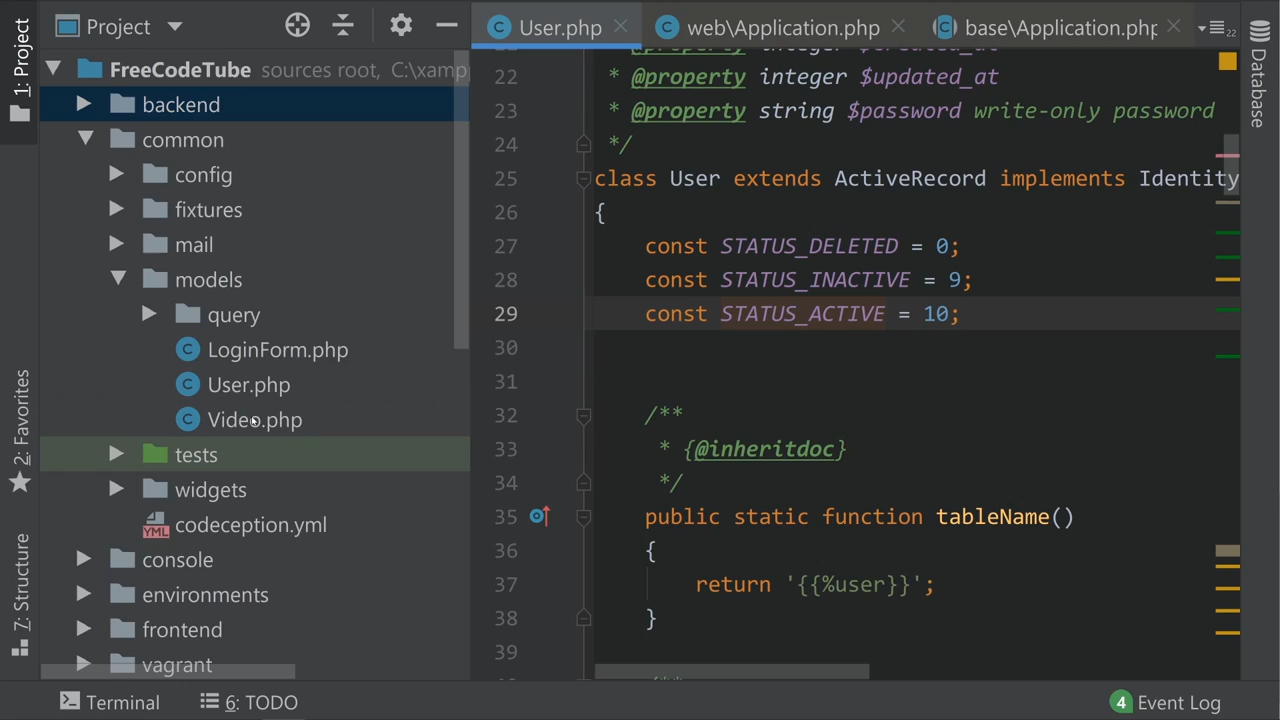 1: Project
2: Favorites
7: Structure
Project
FreeCodeTube sources root, C:\xamp
backend
common
config
fixtures
mail
models
query
LoginForm.php
User.php
Video.php
tests
widgets
YML codeception.yml
console
environments
frontend
vagrant
User.php
web\Application.php
base\Application.php
22
@property integer $created_at
22 * @property integer $updated_at
23 * @property string $password write-only password
24 */
25 class User extends ActiveRecord implements Identity
26 {
27 const STATUS_DELETED = 0;
28 const STATUS_INACTIVE = 9;
29 const STATUS_ACTIVE = 10;
30
31
32 /**
33 * {@inheritdoc}
34 */
35 public static function tableName()
36 {
37 return '{{%user}}';
38 }
39
Database
Terminal
6: TODO
4 Event Log